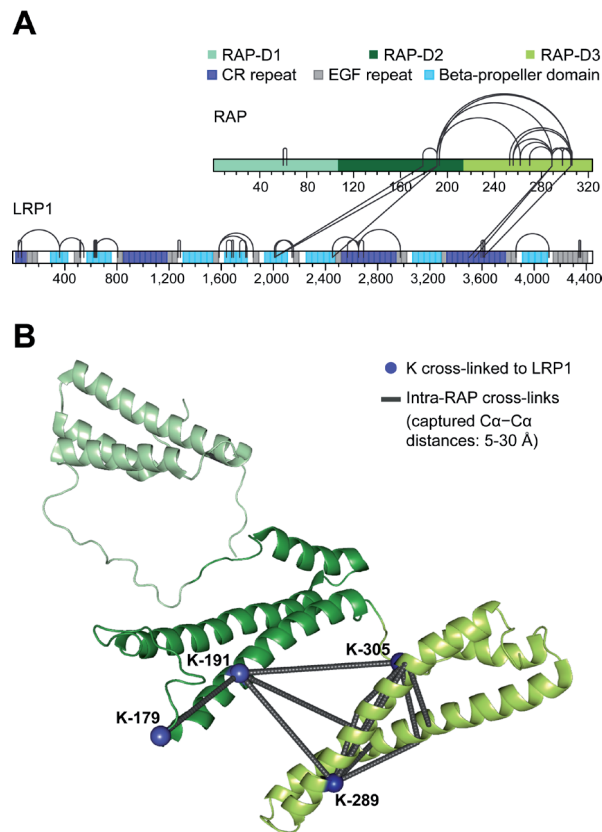 A
RAP-D1 RAP-D2 RAP-D3
CR repeat EGF repeat Beta-propeller domain
RAP
40 80 120 160 200 240 280 320
LRP1
400 800 1,200 1,600 2,000 2,400 2,800 3,200 3,600 4,000 4,400
B
K cross-linked to LRP1
Intra-RAP cross-links
(captured Cα−Cα
distances: 5-30 Å)
K-191
K-305
K-179
K-289